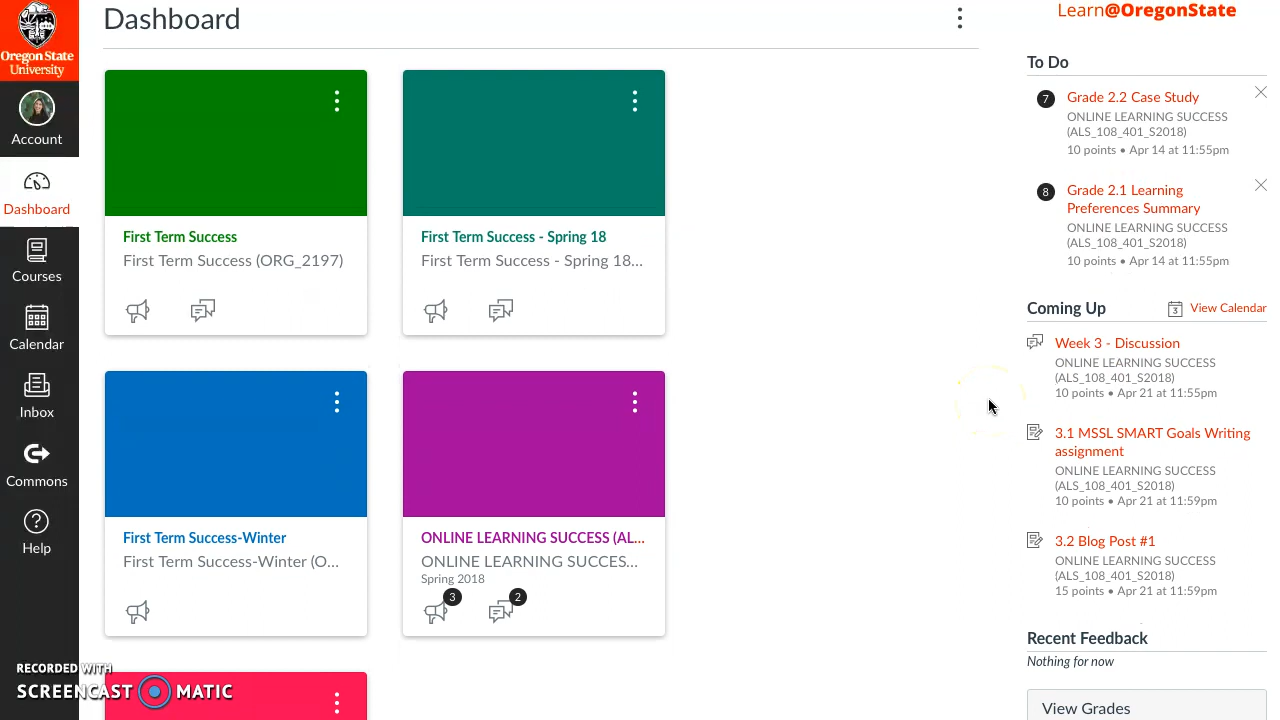 Oregon State
University
Account
Dashboard
Courses
Calendar
Inbox
Commons
Help
Dashboard
First Term Success
First Term Success (ORG_2197)
First Term Success - Spring 18
First Term Success - Spring 18...
First Term Success-Winter
First Term Success-Winter (O...
ONLINE LEARNING SUCCESS (AL...
ONLINE LEARNING SUCCES...
Spring 2018
3
2
Learn@OregonState
To Do
7
Grade 2.2 Case Study
ONLINE LEARNING SUCCESS
(ALS_108_401_S2018)
10 points • Apr 14 at 11:55pm
8
Grade 2.1 Learning
Preferences Summary
ONLINE LEARNING SUCCESS
(ALS_108_401_S2018)
10 points • Apr 14 at 11:55pm
Coming Up
3
View Calendar
Week 3 - Discussion
ONLINE LEARNING SUCCESS
(ALS_108_401_S2018)
10 points • Apr 21 at 11:55pm
3.1 MSSL SMART Goals Writing
assignment
ONLINE LEARNING SUCCESS
(ALS_108_401_S2018)
10 points • Apr 21 at 11:59pm
3.2 Blog Post #1
ONLINE LEARNING SUCCESS
(ALS_108_401_S2018)
15 points • Apr 21 at 11:59pm
Recent Feedback
Nothing for now
View Grades
RECORDED WITH
SCREENCAST MATIC